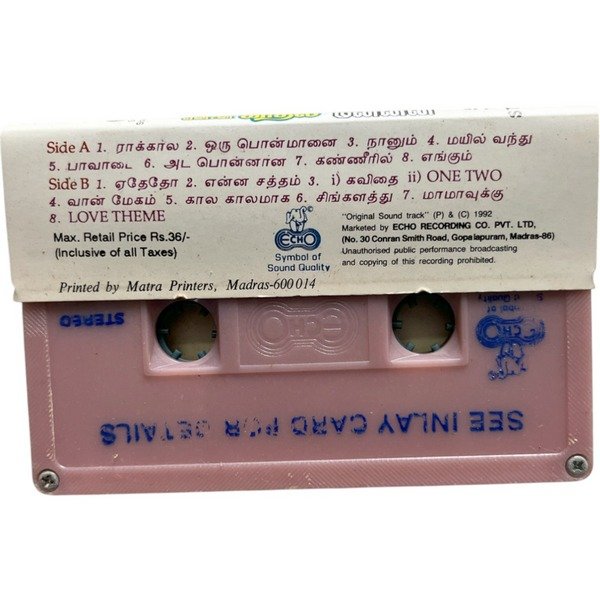 Side A 1. ராக்கால 2. ஒரு பொன்மானை 3. நானும் 4. மயில் வந்து
5. பாவாடை 6. அட பொன்னான 7. கண்ணீரில் 8. எங்கும்
Side B 1. ஏதேதோ 2. என்ன சத்தம் 3. i) கவிதை ii) ONE TWO
4. வான் மேகம் 5. கால காலமாக 6. சிங்களத்து 7. மாமாவுக்கு
8. LOVE THEME
Max. Retail Price Rs.36/-
(Inclusive of all Taxes)
ECHO
Symbol of
Sound Quality
"Original Sound track" (P) & (C) 1992
Marketed by ECHO RECORDING CO. PVT. LTD,
(No. 30 Conran Smith Road, Gopalapuram, Madras-86)
Unauthorised public performance broadcasting
and copying of this recording prohibited.
Printed by Matra Printers, Madras-600 014
STEREO
ECHO
ECHO
SEE INLAY CARD FOR DETAILS